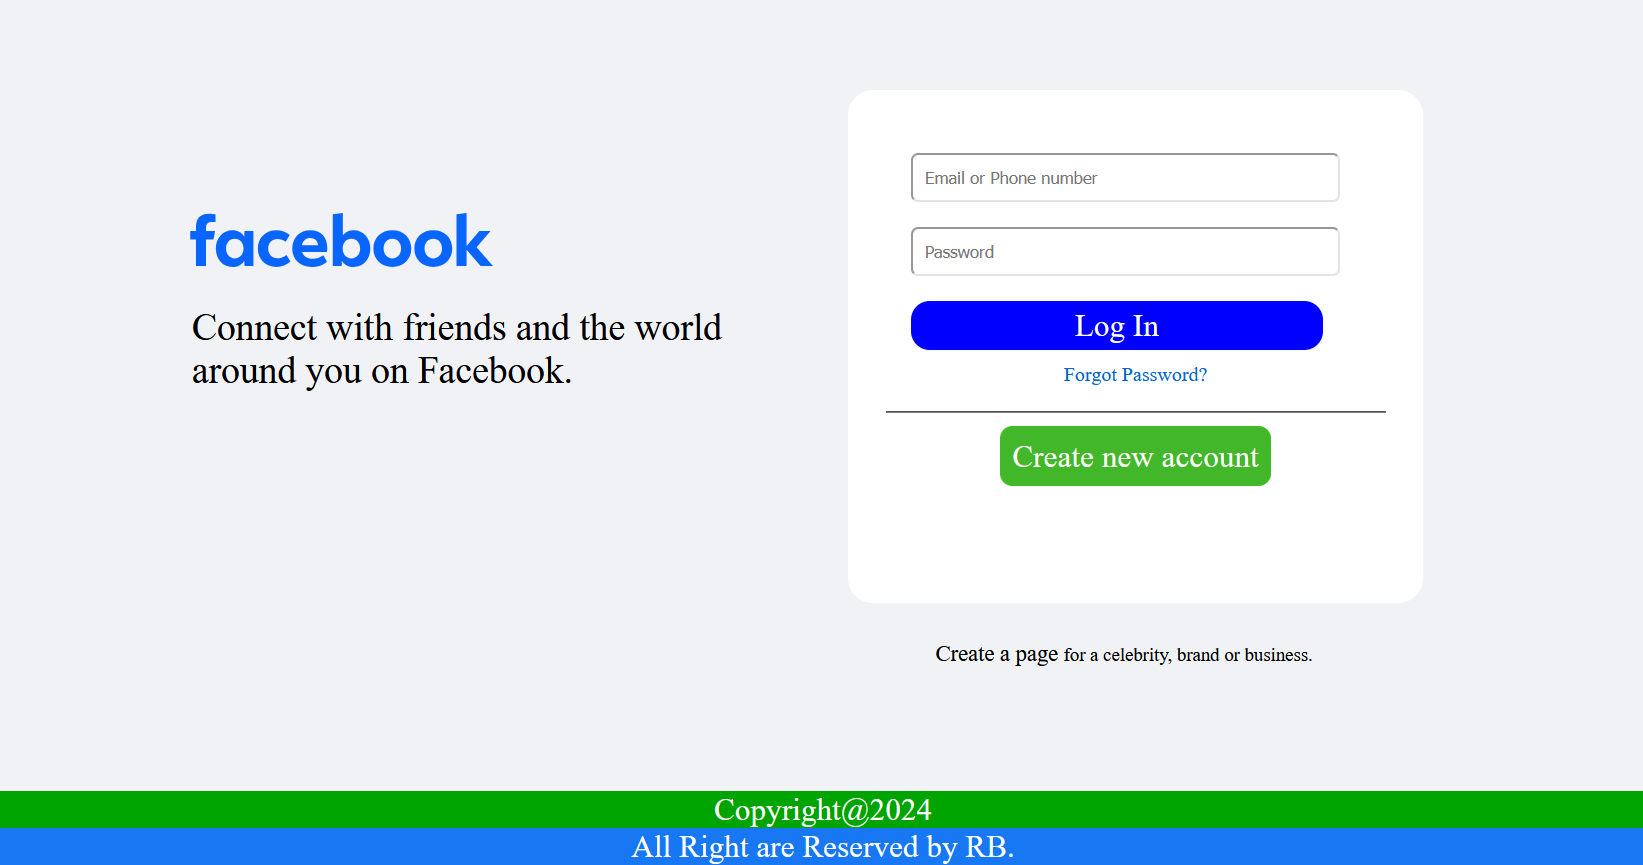 facebook
Connect with friends and the world
around you on Facebook.
Email or Phone number
Password
Log In
Forgot Password?
Create new account
Create a page for a celebrity, brand or business.
Copyright@2024
All Right are Reserved by RB.